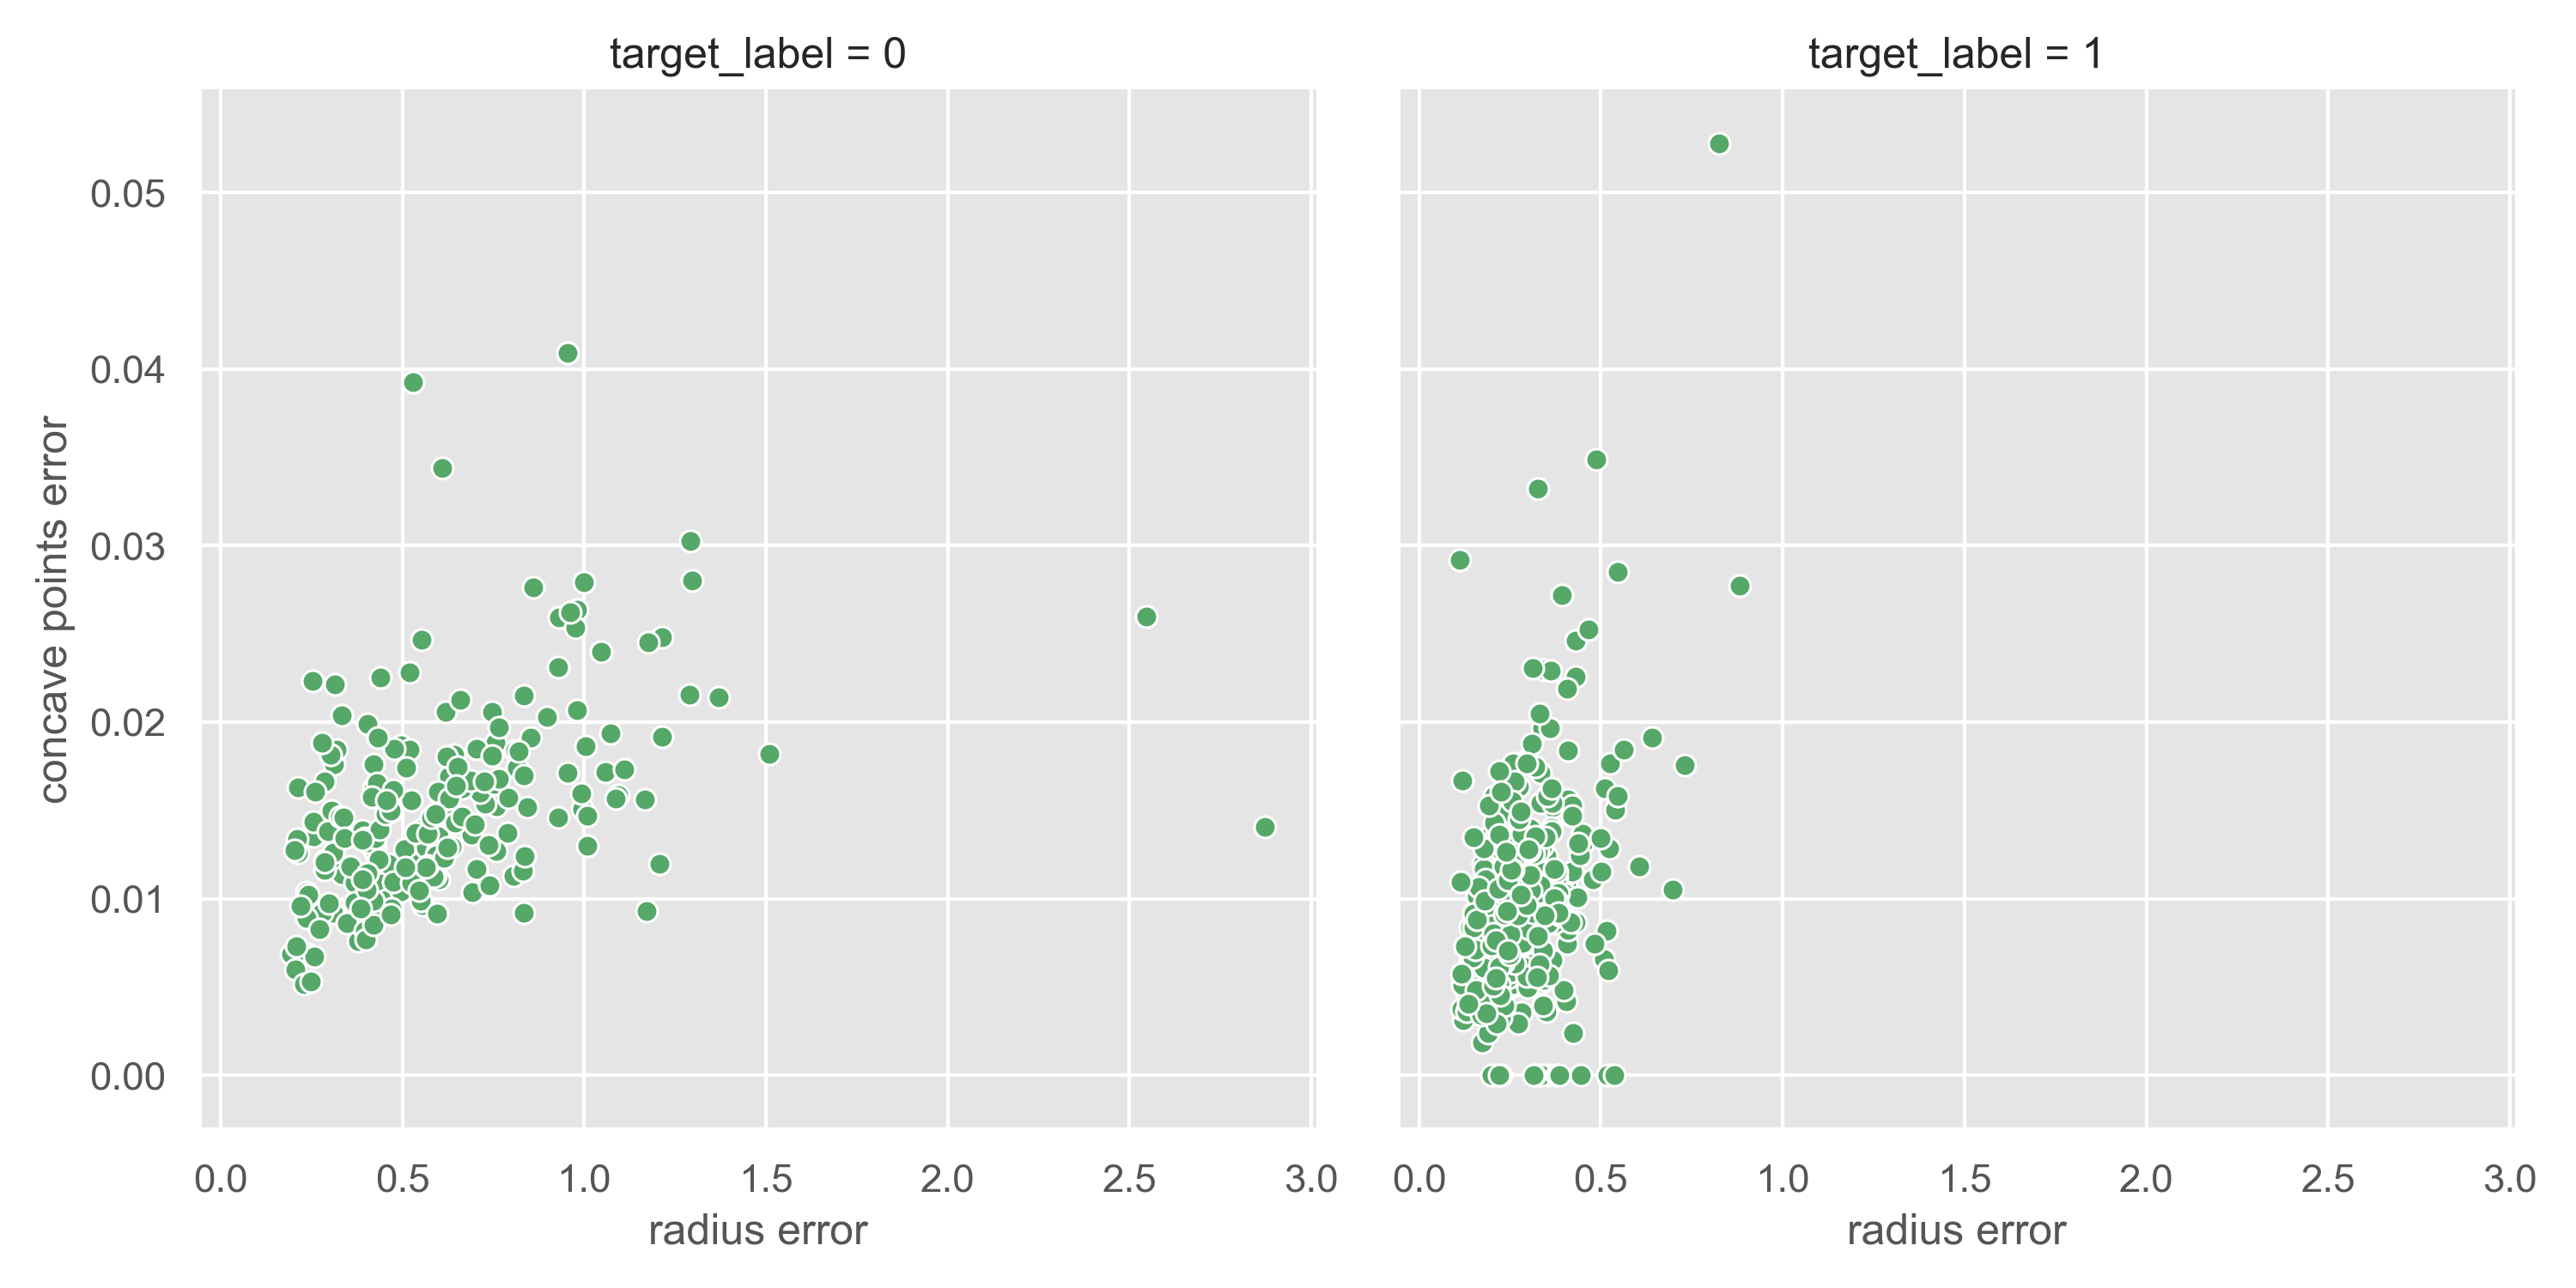 target_label = 0
target_label = 1
concave points error
0.05
0.04
0.03
0.02
0.01
0.00
0.0 0.5 1.0 1.5 2.0 2.5 3.0
0.0 0.5 1.0 1.5 2.0 2.5 3.0
radius error
radius error